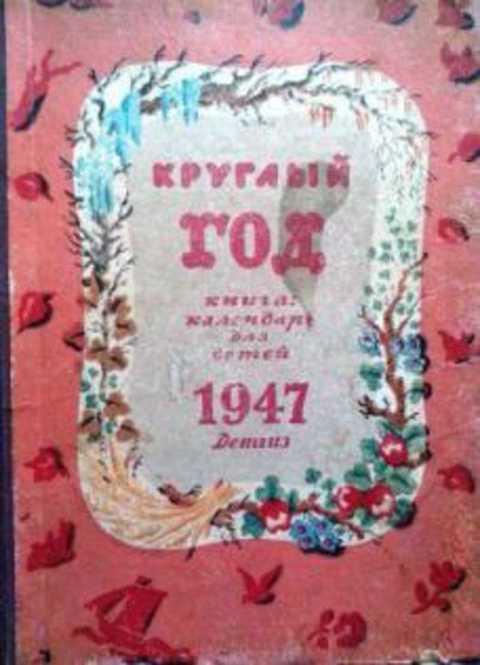 КРУГЛЫЙ
ГОД
книга-
календарь
для
детей
1947
Детгиз